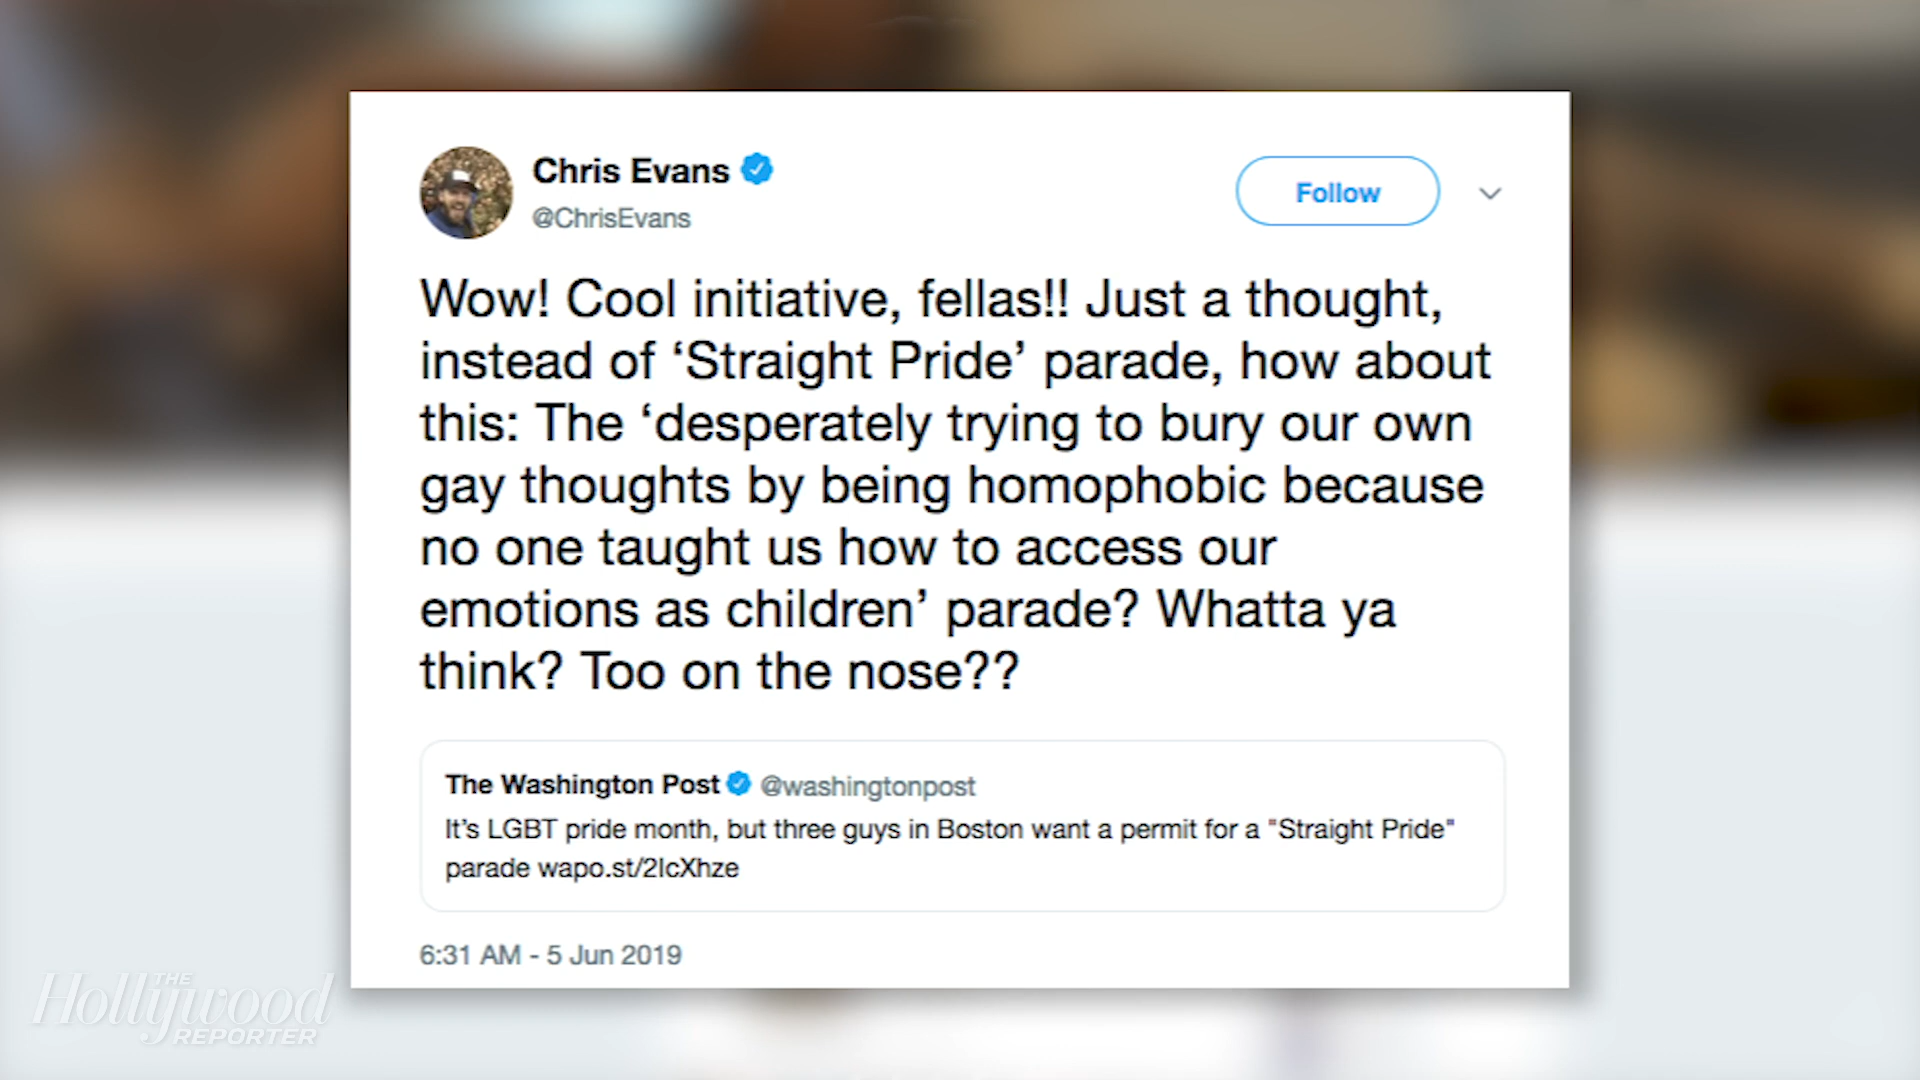 Chris Evans
@ChrisEvans
Follow
Wow! Cool initiative, fellas!! Just a thought,
instead of ‘Straight Pride’ parade, how about
this: The ‘desperately trying to bury our own
gay thoughts by being homophobic because
no one taught us how to access our
emotions as children’ parade? Whatta ya
think? Too on the nose??
The Washington Post @washingtonpost
It’s LGBT pride month, but three guys in Boston want a permit for a "Straight Pride"
parade wapo.st/2IcXhze
6:31 AM - 5 Jun 2019
THE
Hollywood
REPORTER